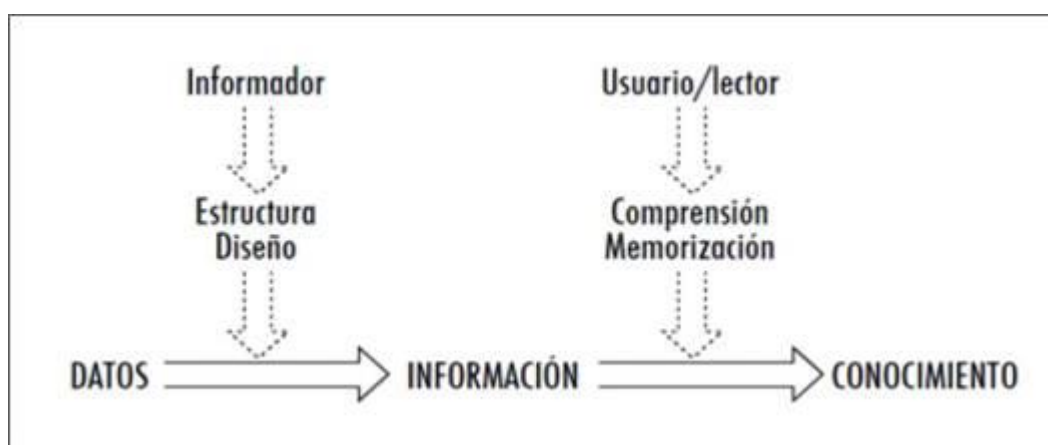 Informador
Usuario/lector
Estructura
Diseño
Comprensión
Memorización
DATOS
INFORMACIÓN
CONOCIMIENTO